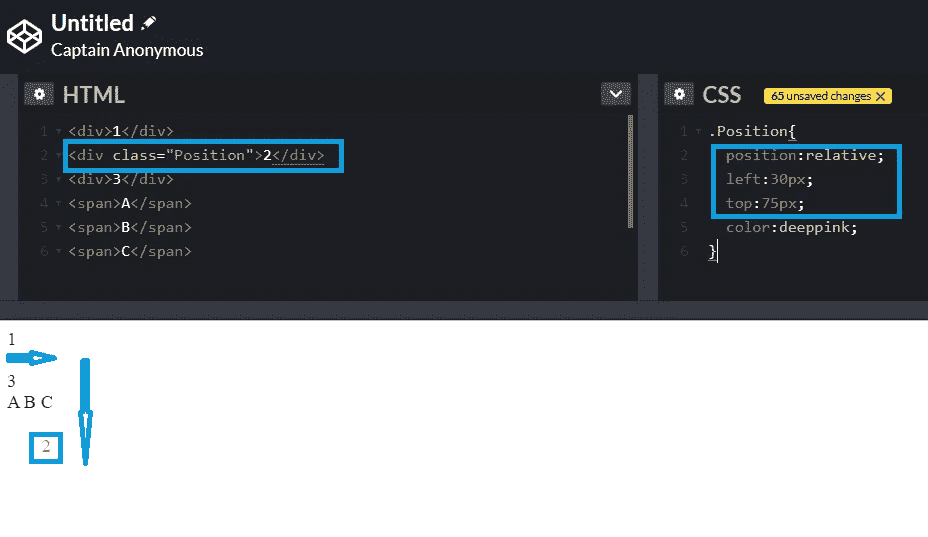 Untitled
Captain Anonymous
HTML
1 <div>1</div>
2 <div class="Position">2</div>
3 <div>3</div>
4 <span>A</span>
5 <span>B</span>
6 <span>C</span>
CSS
65 unsaved changes X
1 .Position{
2 position:relative;
3 left:30px;
4 top:75px;
5 color:deeppink;
6 }
1
3
A B C
2